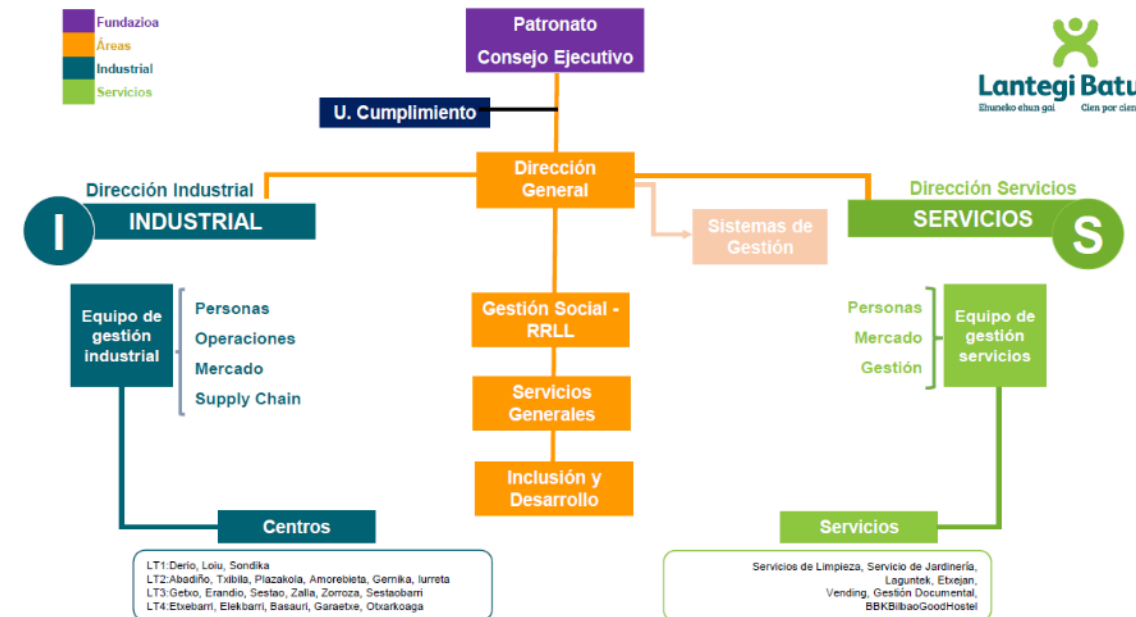 Fundazioa
Áreas
Industrial
Servicios
Patronato
Consejo Ejecutivo
Lantegi Batu
Ehuneko ehun gai
Cien por cien
U. Cumplimiento
Dirección
General
Dirección Industrial
INDUSTRIAL
I
Sistemas de
Gestión
Dirección Servicios
SERVICIOS
S
Equipo de
gestión
industrial
Personas
Operaciones
Mercado
Supply Chain
Gestión Social -
RRLL
Servicios
Generales
Inclusión y
Desarrollo
Personas
Mercado
Gestión
Equipo de
gestión
servicios
Centros
LT1:Derio, Loiu, Sondika
LT2:Abadiño, Txibila, Plazakola, Amorebieta, Gernika, Iurreta
LT3:Getxo, Erandio, Sestao, Zalla, Zorroza, Sestaobarri
LT4:Etxebarri, Elekbarri, Basauri, Garaetxe, Otxarkoaga
Servicios
Servicios de Limpieza, Servicio de Jardinería,
Laguntek, Etxejan,
Vending, Gestión Documental,
BBKBilbaoGoodHostel